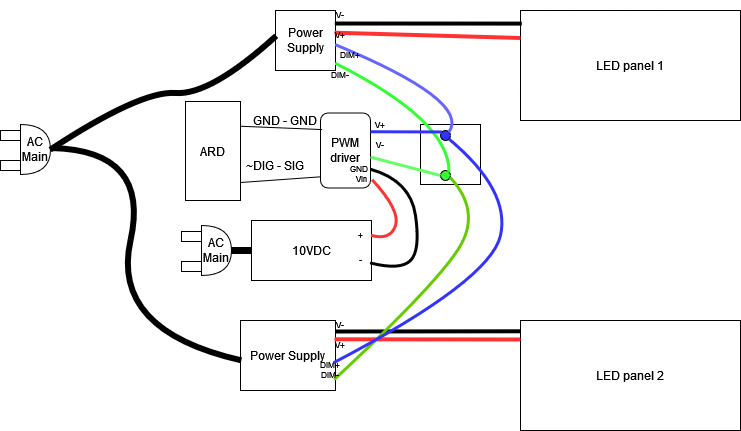 V-
Power
Supply
V+
DIM+
DIM-
LED panel 1
AC
Main
ARD
GND - GND
~DIG - SIG
PWM
driver
V+
V-
GND
Vin
AC
Main
10VDC
+
-
Power Supply
V-
V+
DIM+
DIM-
LED panel 2